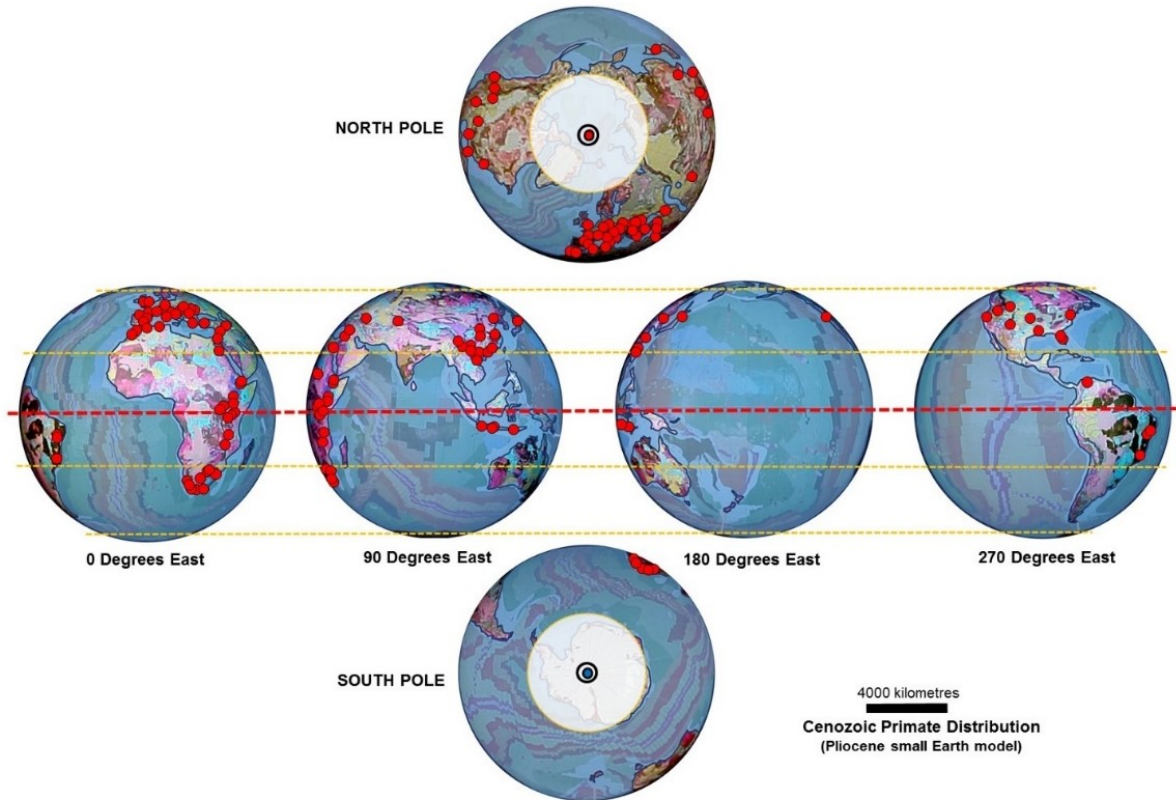 NORTH POLE
0 Degrees East
90 Degrees East
180 Degrees East
270 Degrees East
SOUTH POLE
4000 kilometres
Cenozoic Primate Distribution
(Pliocene small Earth model)